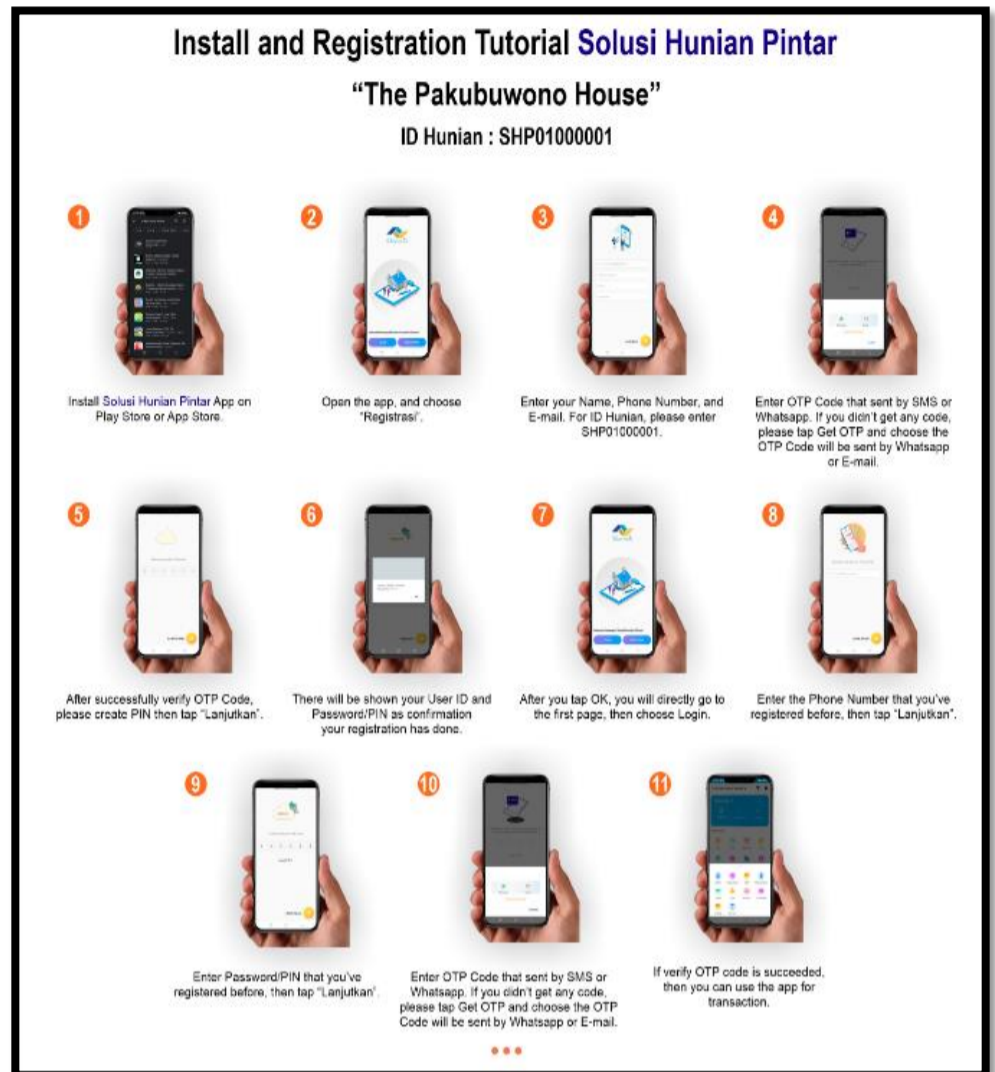 Install and Registration Tutorial Solusi Hunian Pintar
“The Pakubuwono House”
ID Hunian : SHP01000001
1
Install Solusi Hunian Pintar App on
Play Store or App Store.
2
Open the app, and choose
“Registrasi”.
3
Enter your Name, Phone Number, and
E-mail. For ID Hunian, please enter
SHP01000001.
4
Enter OTP Code that sent by SMS or
Whatsapp. If you didn’t get any code,
please tap Get OTP and choose the
OTP Code will be sent by Whatsapp
or E-mail.
5
After successfully verify OTP Code,
please create PIN then tap “Lanjutkan”.
6
There will be shown your User ID and
Password/PIN as confirmation
your registration has done.
7
After you tap OK, you will directly go to
the first page, then choose Login.
8
Enter the Phone Number that you’ve
registered before, then tap “Lanjutkan”.
9
Enter Password/PIN that you’ve
registered before, then tap “Lanjutkan”.
10
Enter OTP Code that sent by SMS or
Whatsapp. If you didn’t get any code,
please tap Get OTP and choose the OTP
Code will be sent by Whatsapp or E-mail.
11
If verify OTP code is succeeded,
then you can use the app for
transaction.